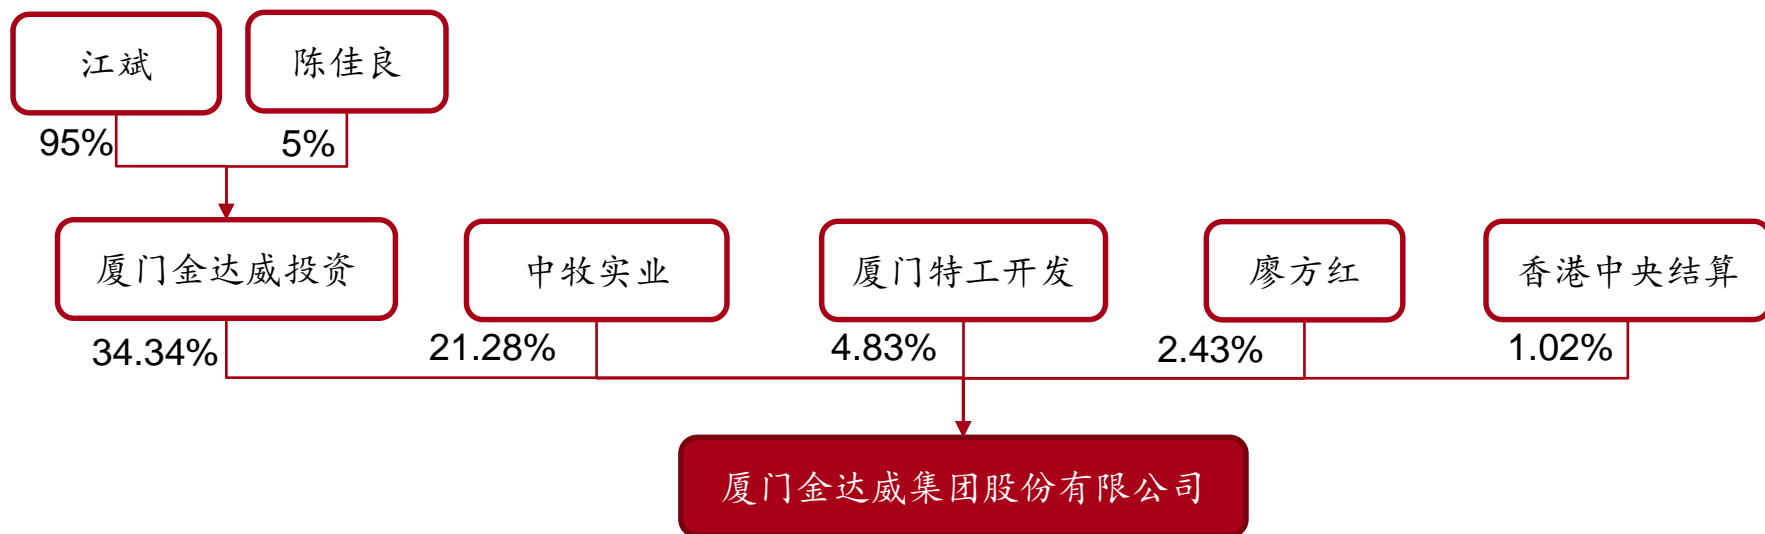 江斌
陈佳良
95%
5%
厦门金达威投资
中牧实业
厦门特工开发
廖方红
香港中央结算
34.34%
21.28%
4.83%
2.43%
1.02%
厦门金达威集团股份有限公司